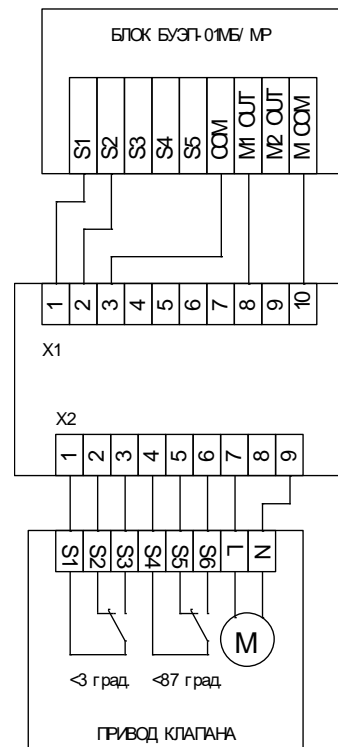 БЛОК БУЭП-01МБ/ МР
S1 S2 S3 S4 S5 COM M1 OUT M2 OUT M COM
1 2 3 4 5 6 7 8 9 10
X1
X2
1 2 3 4 5 6 7 8 9
S1 S2 S3 S4 S5 S6 L N
M
<3 град.
<87 град.
ПРИВОД КЛАПАНА